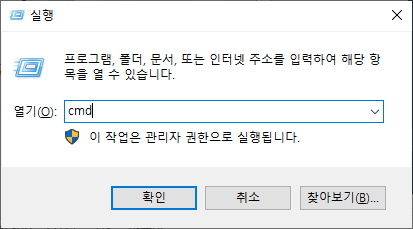 실행
프로그램, 폴더, 문서, 또는 인터넷 주소를 입력하여 해당 항
목을 열 수 있습니다.
열기(O): cmd
이 작업은 관리자 권한으로 실행됩니다.
확인 취소 찾아보기(B)...